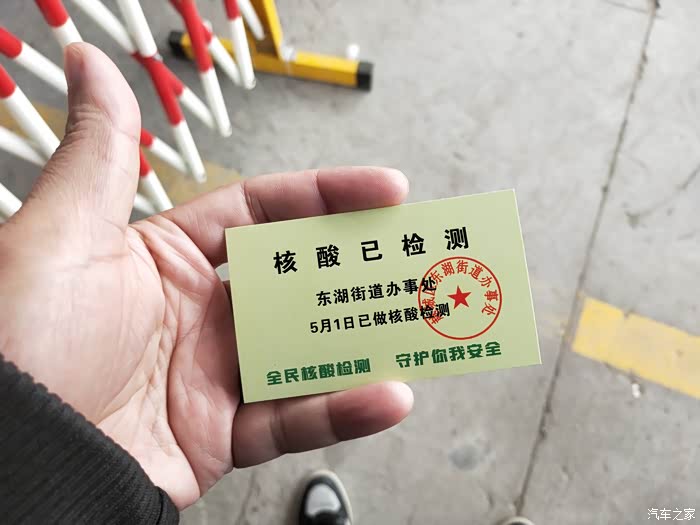 核酸已检测
东湖街道办事处
5月1日已做核酸检测
全民核酸检测 守护你我安全
东湖街道办事处
汽车之家